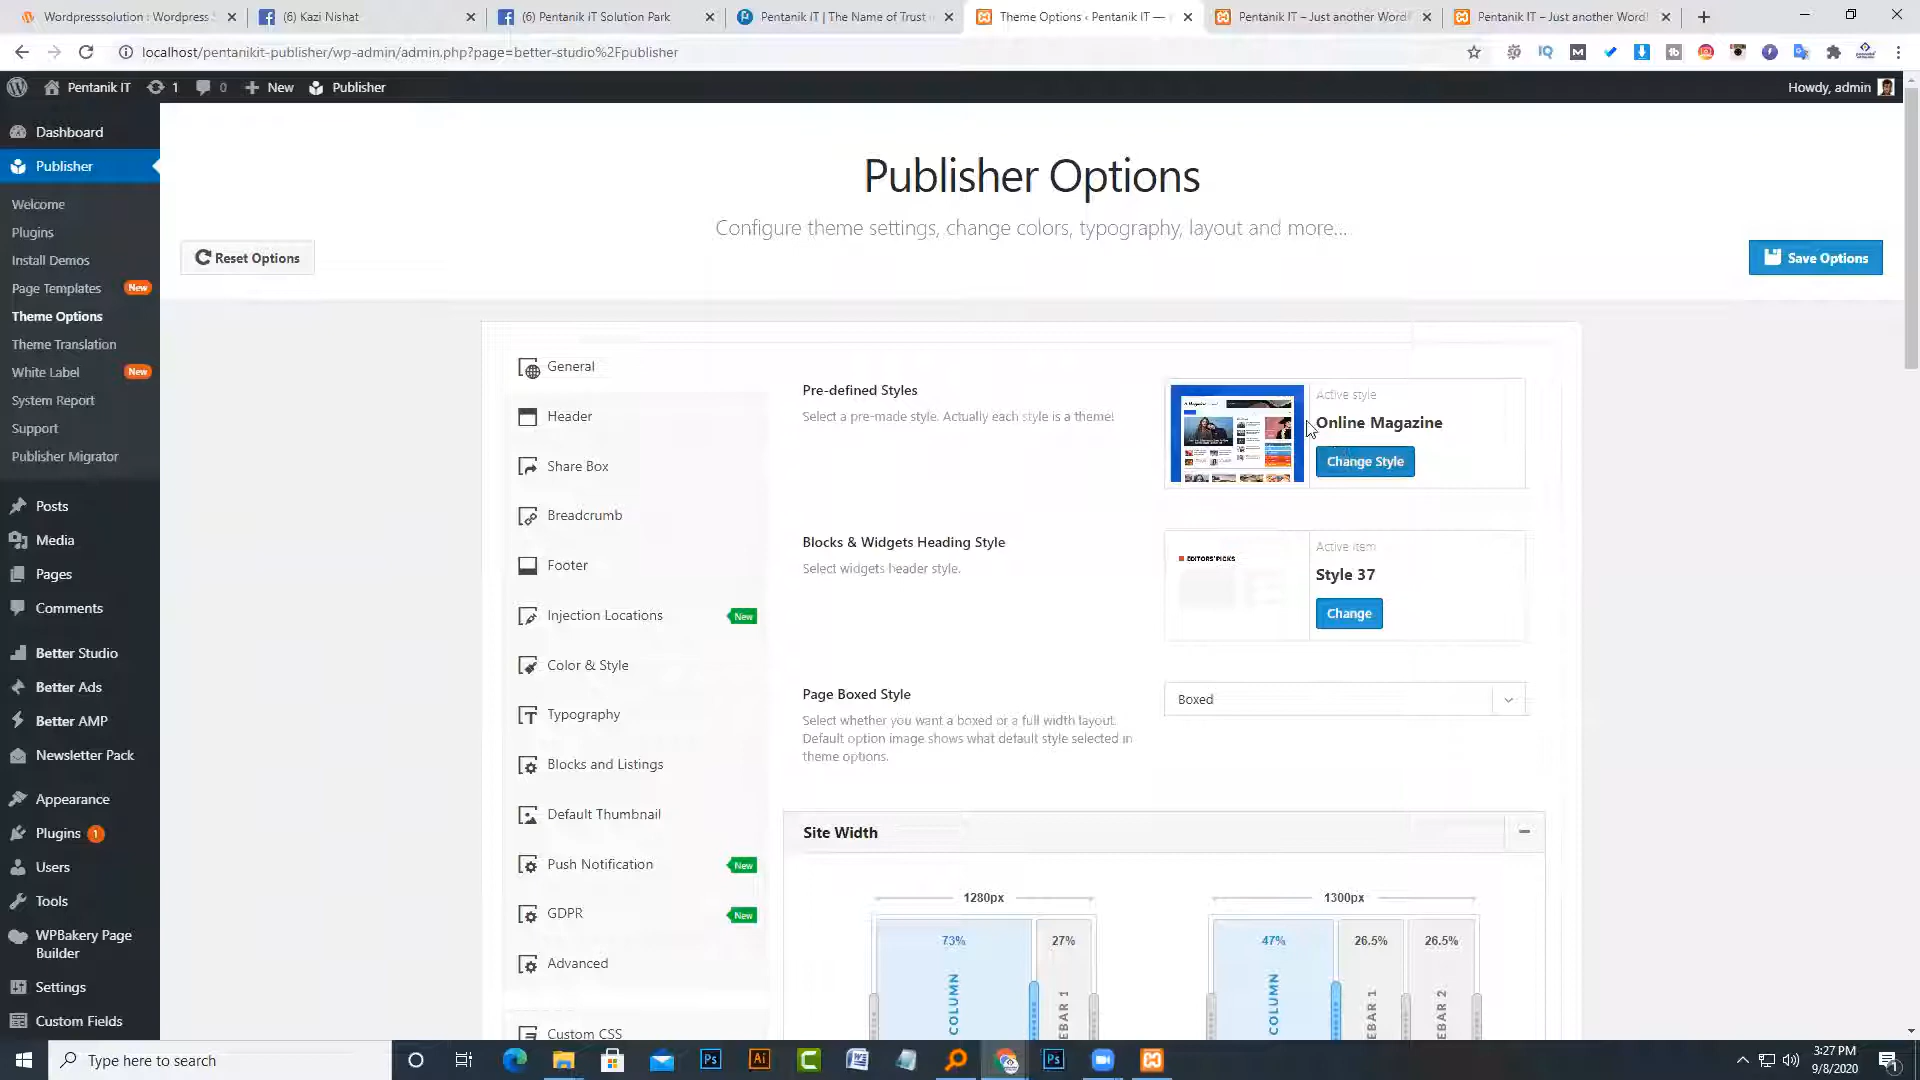 Wordpresssolution : Wordpress S
(6) Kazi Nishat
(6) Pentanik iT Solution Park
Pentanik iT | The Name of Trust
Theme Options ‹ Pentanik IT —
Pentanik IT – Just another Word
Pentanik IT – Just another Word
localhost/pentanikit-publisher/wp-admin/admin.php?page=better-studio%2Fpublisher
Pentanik IT
1
0
New
Publisher
Howdy, admin
Dashboard
Publisher
Welcome
Plugins
Install Demos
Page Templates New
Theme Options
Theme Translation
White Label New
System Report
Support
Publisher Migrator
Posts
Media
Pages
Comments
Better Studio
Better Ads
Better AMP
Newsletter Pack
Appearance
Plugins 1
Users
Tools
WPBakery Page
Builder
Settings
Custom Fields
Publisher Options
Configure theme settings, change colors, typography, layout and more...
Reset Options
Save Options
General
Header
Share Box
Breadcrumb
Footer
Injection Locations New
Color & Style
Typography
Blocks and Listings
Default Thumbnail
Push Notification New
GDPR New
Advanced
Custom CSS
Pre-defined Styles
Select a pre-made style. Actually each style is a theme!
Active style
Online Magazine
Change Style
Blocks & Widgets Heading Style
Select widgets header style.
EDITORS'PICKS
Active item
Style 37
Change
Page Boxed Style
Select whether you want a boxed or a full width layout.
Default option image shows what default style selected in
theme options.
Boxed
Site Width
1280px
73%
27%
COLUMN
EBAR 1
1300px
47%
26.5%
26.5%
COLUMN
EBAR 1
EBAR 2
Type here to search
3:27 PM
9/8/2020
1